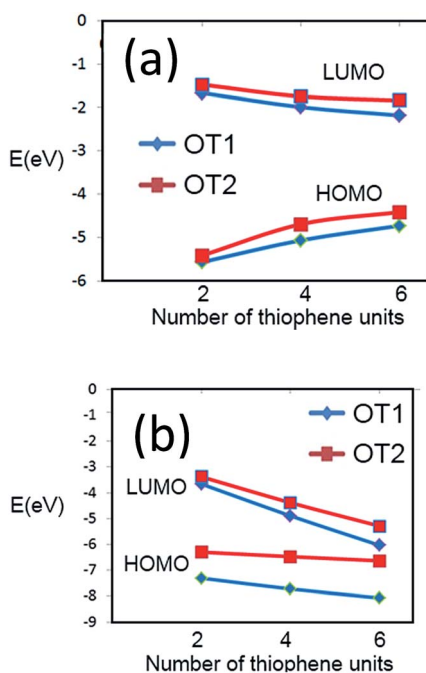 0
-1
-2
-3
-4
-5
-6
(a)
LUMO
E(eV)
OT1
OT2
HOMO
2 4 6
Number of thiophene units
0
-1
-2
-3
-4
-5
-6
-7
-8
-9
(b)
OT1
OT2
LUMO
E(eV)
HOMO
2 4 6
Number of thiophene units